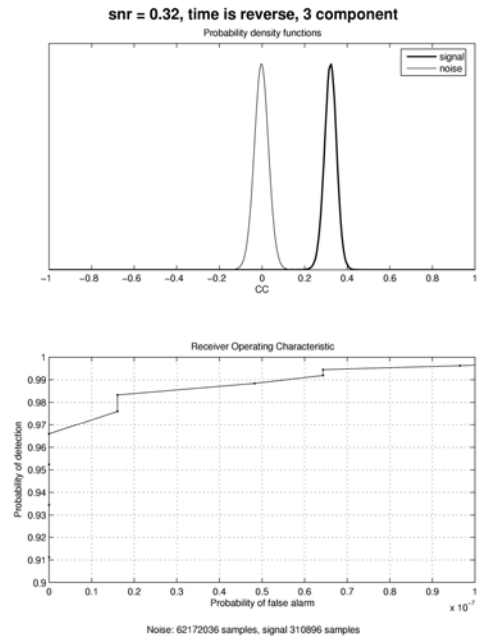 snr = 0.32, time is reverse, 3 component
Probability density functions
signal
noise
−1 −0.8 −0.6 −0.4 −0.2 0 0.2 0.4 0.6 0.8 1
CC
Receiver Operating Characteristic
1
0.99
0.98
0.97
0.96
0.95
0.94
0.93
0.92
0.91
0.9
Probability of detection
0 0.1 0.2 0.3 0.4 0.5 0.6 0.7 0.8 0.9 1
Probability of false alarm
x 10⁻⁷
Noise: 62172036 samples, signal 310896 samples